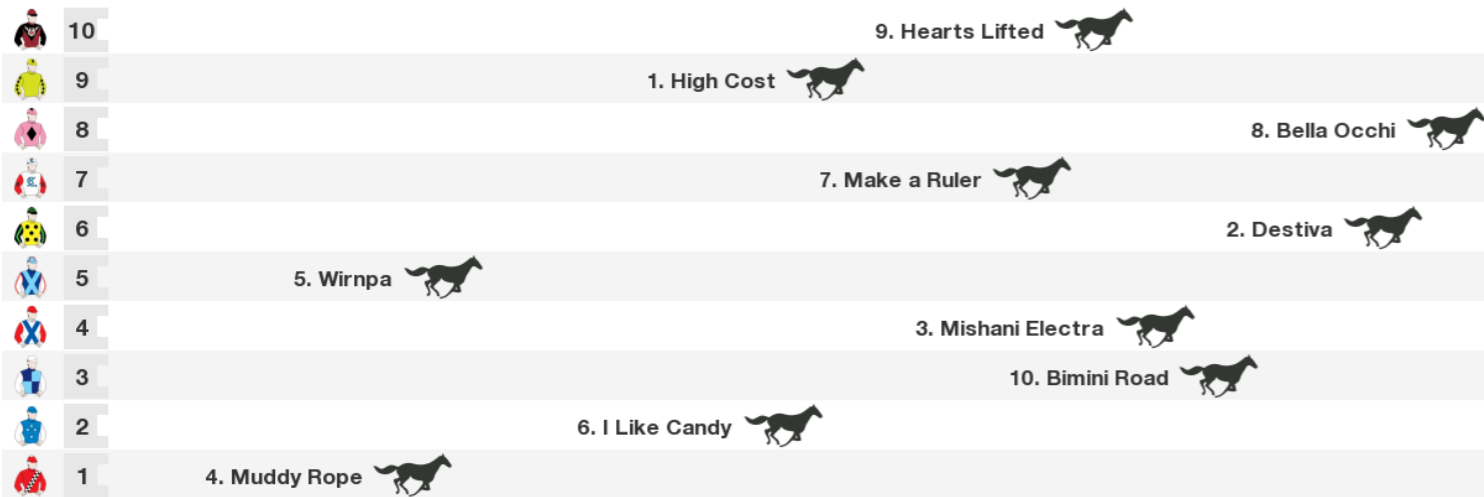 10 9. Hearts Lifted
9 1. High Cost
8 8. Bella Occhi
7 7. Make a Ruler
6 2. Destiva
5 5. Wirnpa
4 3. Mishani Electra
3 10. Bimini Road
2 6. I Like Candy
1 4. Muddy Rope